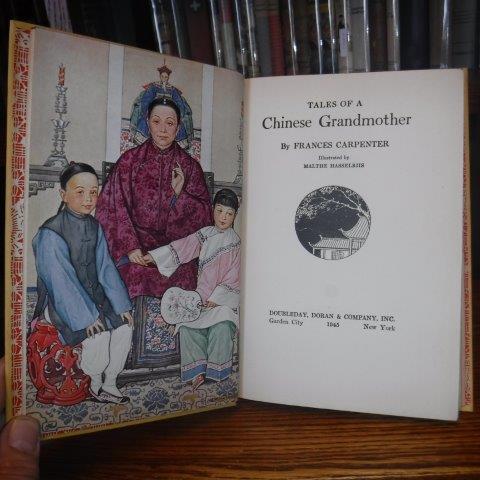 TALES OF A
Chinese Grandmother
By FRANCES CARPENTER
Illustrated by
MALTHE HASSELRIIS
DOUBLEDAY, DORAN & COMPANY, INC.
Garden City 1945 New York